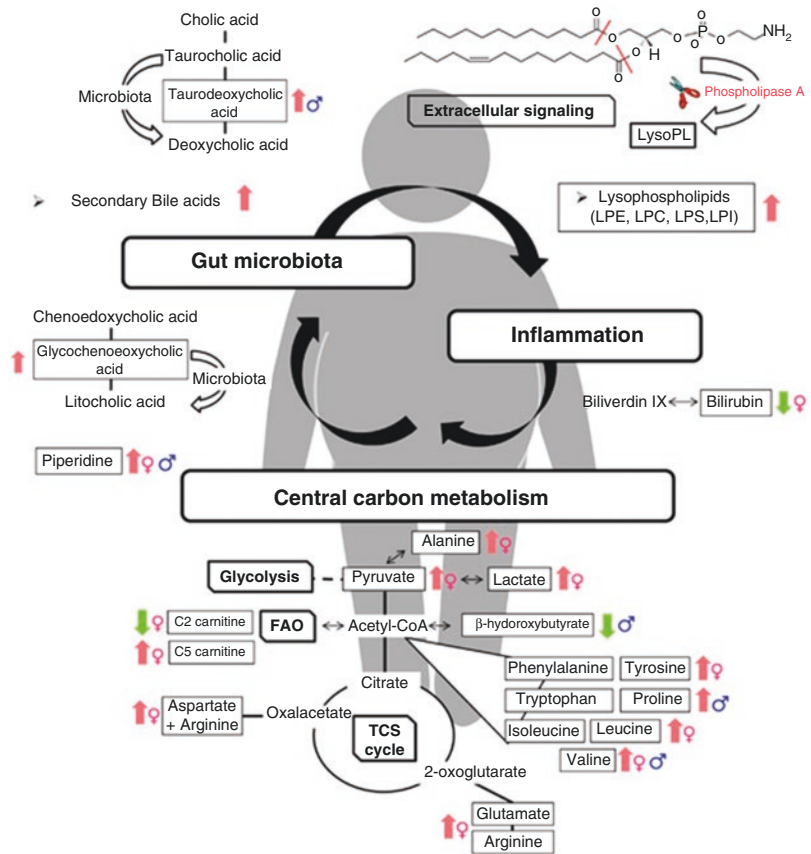 Cholic acid
Taurocholic acid
Microbiota
Taurodeoxycholic
acid
♂
Deoxycholic acid
O
O
O
H
O
O
P
O
O
NH2
Phospholipase A
Extracellular signaling
LysoPL
➢ Secondary Bile acids
➢ Lysophospholipids
(LPE, LPC, LPS,LPI)
Gut microbiota
Inflammation
Chenoedoxycholic acid
Glycochenoeoxycholic
acid
Microbiota
Litocholic acid
Biliverdin IX
Bilirubin
♀
Piperidine
♀ ♂
Central carbon metabolism
Alanine
♀
Glycolysis
Pyruvate
♀
Lactate
♀
♀
C2 carnitine
FAO
Acetyl-CoA
β-hydoroxybutyrate
♂
♀
C5 carnitine
Phenylalanine
Tyrosine
♀
Citrate
Tryptophan
Proline
♂
♀
Aspartate
+ Arginine
Oxalacetate
TCS
cycle
Isoleucine
Leucine
♀
Valine
♀ ♂
2-oxoglutarate
♀
Glutamate
Arginine